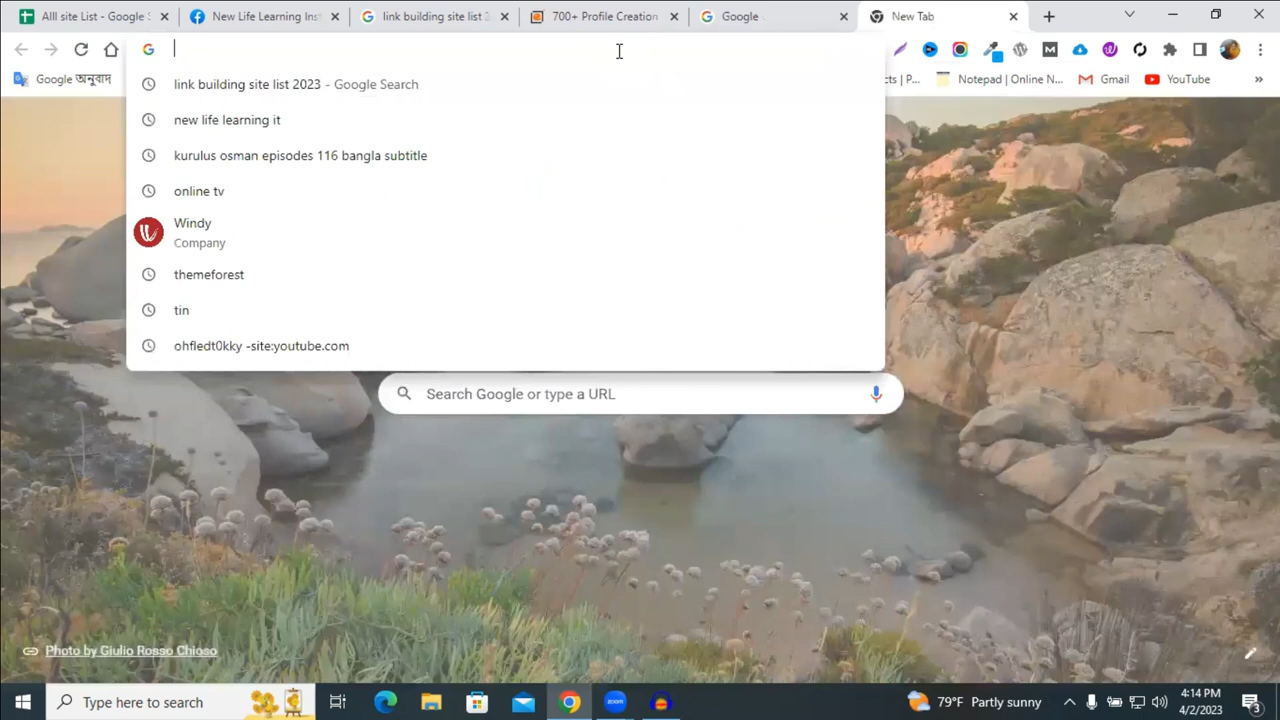 Alll site List - Google S
New Life Learning Inst
link building site list 2
700+ Profile Creation
Google
New Tab
Google অনুবাদ
cts | P...
Notepad | Online N...
Gmail
YouTube
»
link building site list 2023 - Google Search
new life learning it
kurulus osman episodes 116 bangla subtitle
online tv
Windy
Company
themeforest
tin
ohfledt0kky -site:youtube.com
Search Google or type a URL
Photo by Giulio Rosso Chioso
Type here to search
zoom
79°F Partly sunny
4:14 PM
4/2/2023
3